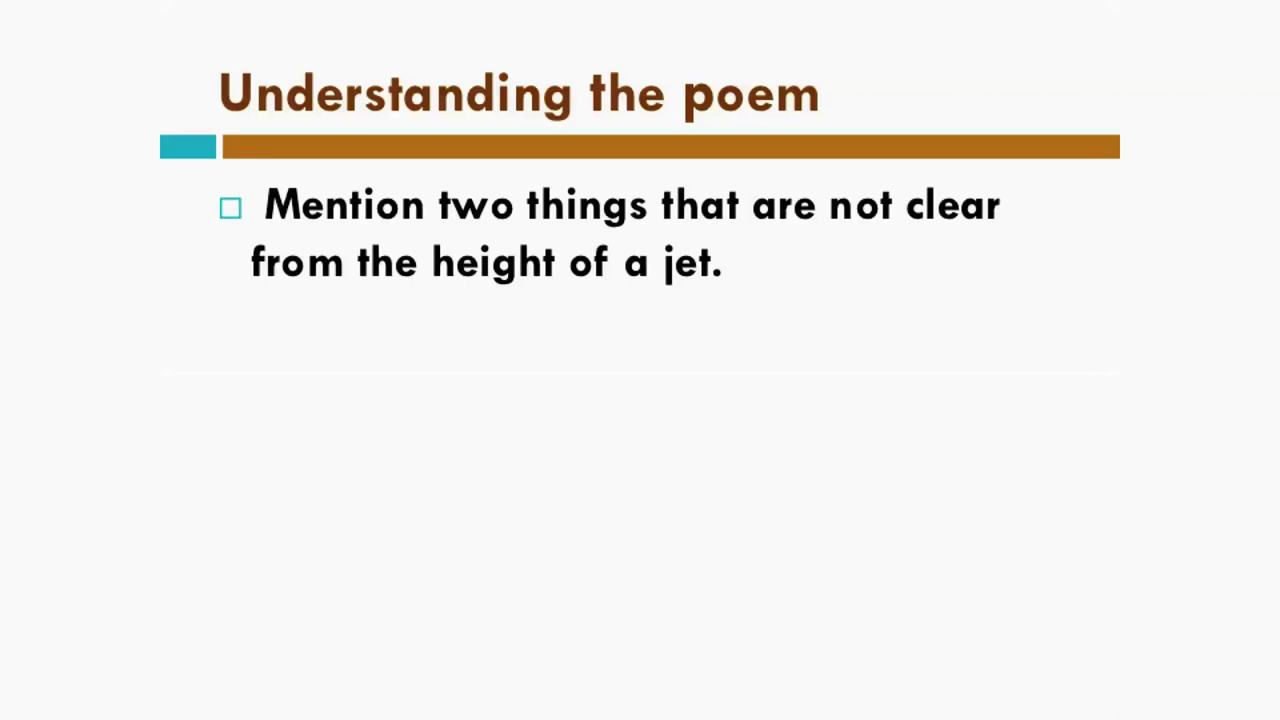 Understanding the poem
Mention two things that are not clear
from the height of a jet.